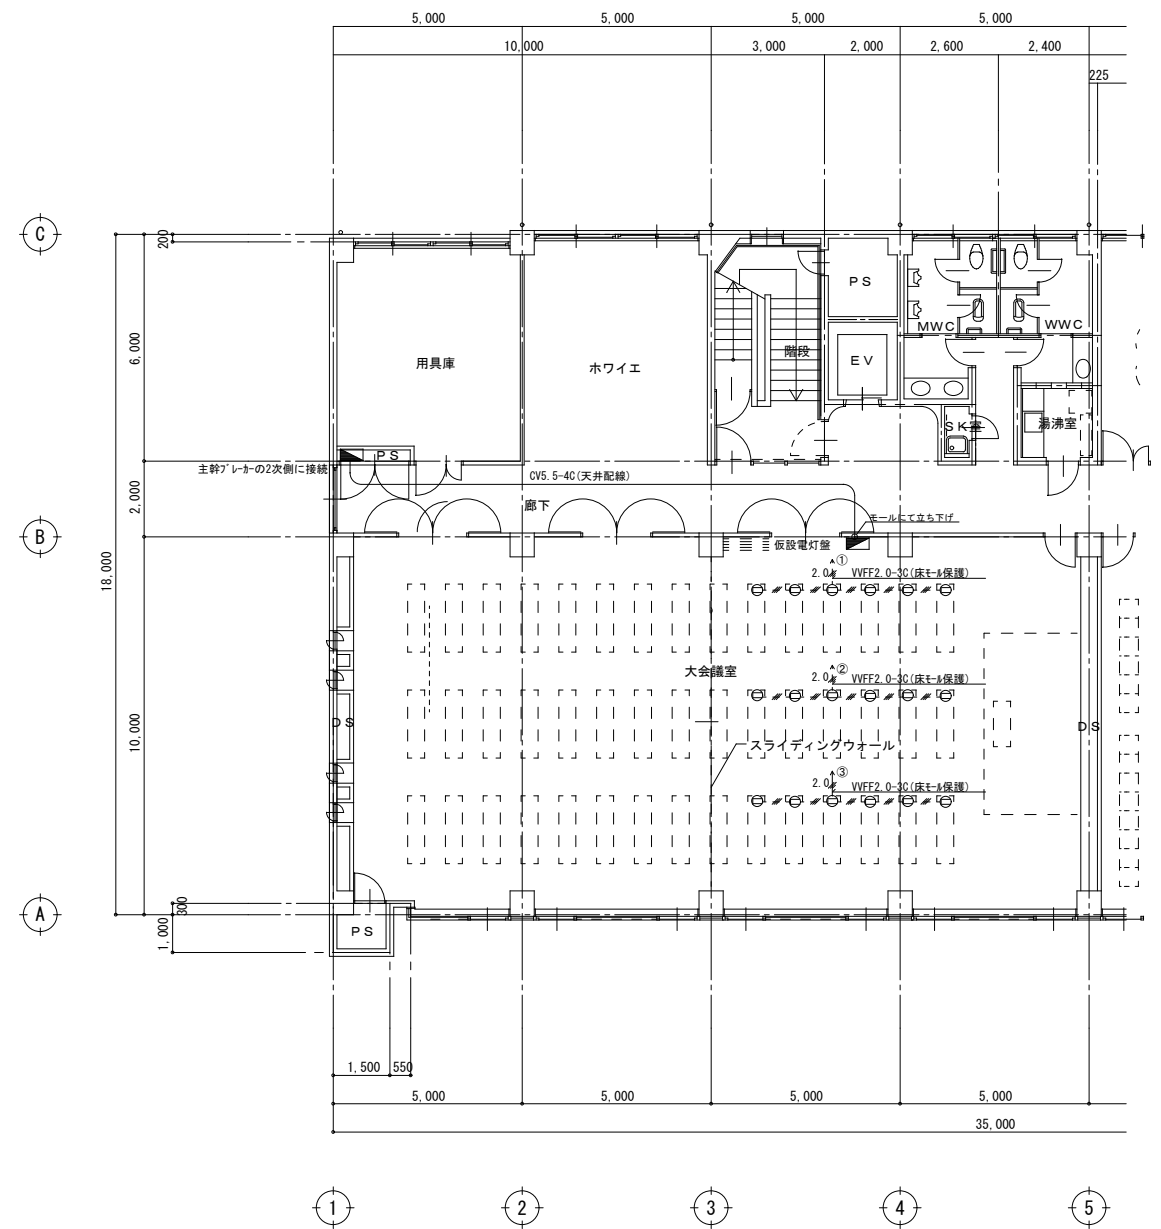 5,000
5,000
5,000
5,000
10,000
3,000
2,000
2,600
2,400
225
C
200
PS
MWC
WWC
6,000
用具庫
ホワイエ
階段
EV
SK室
湯沸室
PS
主幹ﾌﾞﾚｰｶｰの2次側に接続
CV5.5-4C(天井配線)
2,000
廊下
モールにて立ち下げ
B
仮設電灯盤
18,000
①
2.0
VVFF2.0-3C(床ﾓｰﾙ保護)
大会議室
②
2.0
VVFF2.0-3C(床ﾓｰﾙ保護)
10,000
DS
DS
スライディングウォール
③
2.0
VVFF2.0-3C(床ﾓｰﾙ保護)
A
300
1,000
PS
1,500
550
5,000
5,000
5,000
5,000
35,000
1
2
3
4
5